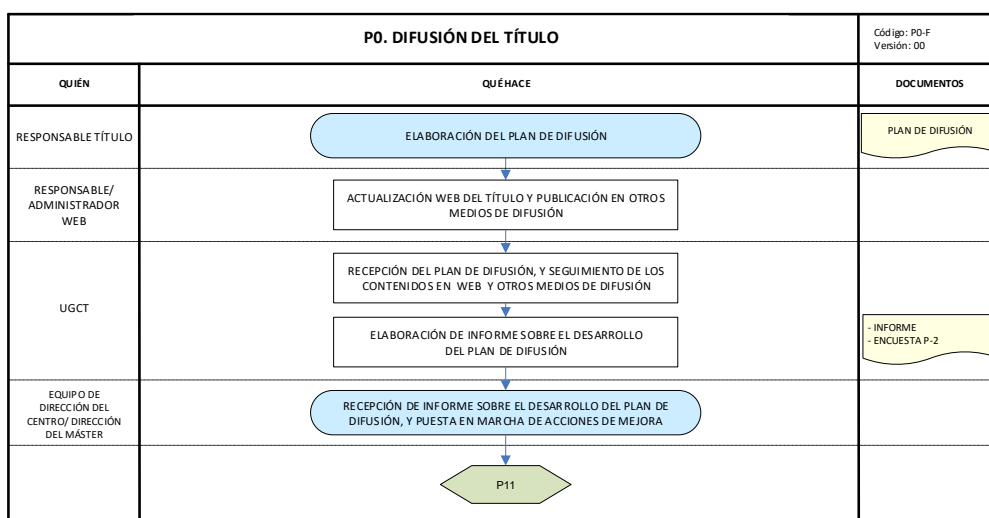 P0. DIFUSIÓN DEL TÍTULO
Código: P0-F
Versión: 00
QUIÉN
QUÉ HACE
DOCUMENTOS
RESPONSABLE TÍTULO
ELABORACIÓN DEL PLAN DE DIFUSIÓN
PLAN DE DIFUSIÓN
RESPONSABLE/
ADMINISTRADOR
WEB
ACTUALIZACIÓN WEB DEL TÍTULO Y PUBLICACIÓN EN OTROS
MEDIOS DE DIFUSIÓN
UGCT
RECEPCIÓN DEL PLAN DE DIFUSIÓN, Y SEGUIMIENTO DE LOS
CONTENIDOS EN WEB Y OTROS MEDIOS DE DIFUSIÓN
ELABORACIÓN DE INFORME SOBRE EL DESARROLLO
DEL PLAN DE DIFUSIÓN
- INFORME
- ENCUESTA P-2
EQUIPO DE
DIRECCIÓN DEL
CENTRO/ DIRECCIÓN
DEL MÁSTER
RECEPCIÓN DE INFORME SOBRE EL DESARROLLO DEL PLAN DE
DIFUSIÓN, Y PUESTA EN MARCHA DE ACCIONES DE MEJORA
P11